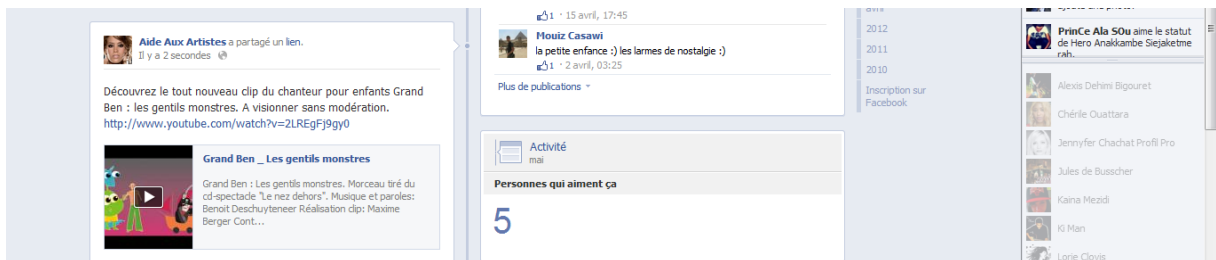 Aide Aux Artistes a partagé un lien.
Il y a 2 secondes
Découvrez le tout nouveau clip du chanteur pour enfants Grand
Ben : les gentils monstres. A visionner sans modération.
http://www.youtube.com/watch?v=2LREgFj9gy0
Grand Ben _ Les gentils monstres
Grand Ben : Les gentils monstres. Morceau tiré du
cd-spectacle "Le nez dehors". Musique et paroles:
Benoit Deschuyteneer Réalisation clip: Maxime
Berger Cont...
1 · 15 avril, 17:45
Mouiz Casawi
la petite enfance :) les larmes de nostalgie :)
1 · 2 avril, 03:25
Plus de publications
Activité
mai
Personnes qui aiment ça
5
avril
2012
2011
2010
Inscription sur
Facebook
PrinCe Ala SOu aime le statut
de Hero Anakkambe Siejaketme
rah.
Alexis Dehimi Bigouret
Chérile Ouattara
Jennyfer Chachat Profil Pro
Jules de Busscher
Kaina Mezidi
Ki Man
Lorie Clovis